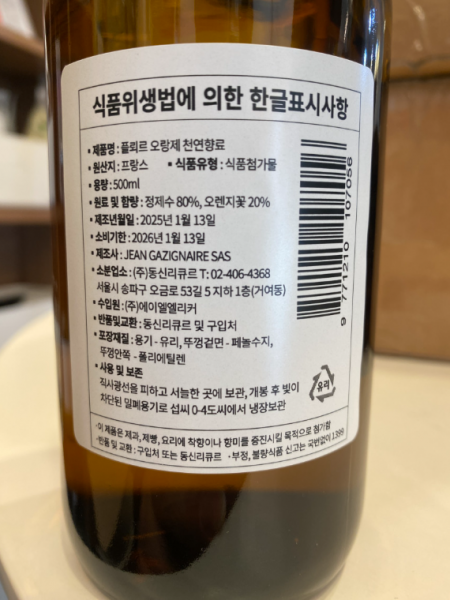 식품위생법에 의한 한글표시사항
• 제품명 : 플뢰르 오랑제 천연향료
• 원산지 : 프랑스 • 식품유형 : 식품첨가물
• 용량 : 500ml
• 원료 및 함량 : 정제수 80%, 오렌지꽃 20%
• 제조년월일 : 2025년 1월 13일
• 소비기한 : 2026년 1월 13일
• 제조사 : JEAN GAZIGNAIRE SAS
• 소분업소 : (주)동신리큐르 T: 02-406-4368
서울시 송파구 오금로 53길 5 지하 1층(거여동)
• 수입원 : (주)에이엘엘리커
• 반품및교환 : 동신리큐르 및 구입처
• 포장재질 : 용기 - 유리, 뚜껑겉면 - 페놀수지,
뚜껑안쪽 - 폴리에틸렌
• 사용 및 보존
직사광선을 피하고 서늘한 곳에 보관, 개봉 후 빛이
차단된 밀폐용기로 섭씨 0-4도씨에서 냉장보관
·이 제품은 제과, 제병, 요리에 착향이나 향미를 증진시킬 목적으로 첨가함
·반품 및 교환 : 구입처 또는 동신리큐르 ·부정, 불량식품 신고는 국번없이 1399
9 771210 107056
유리